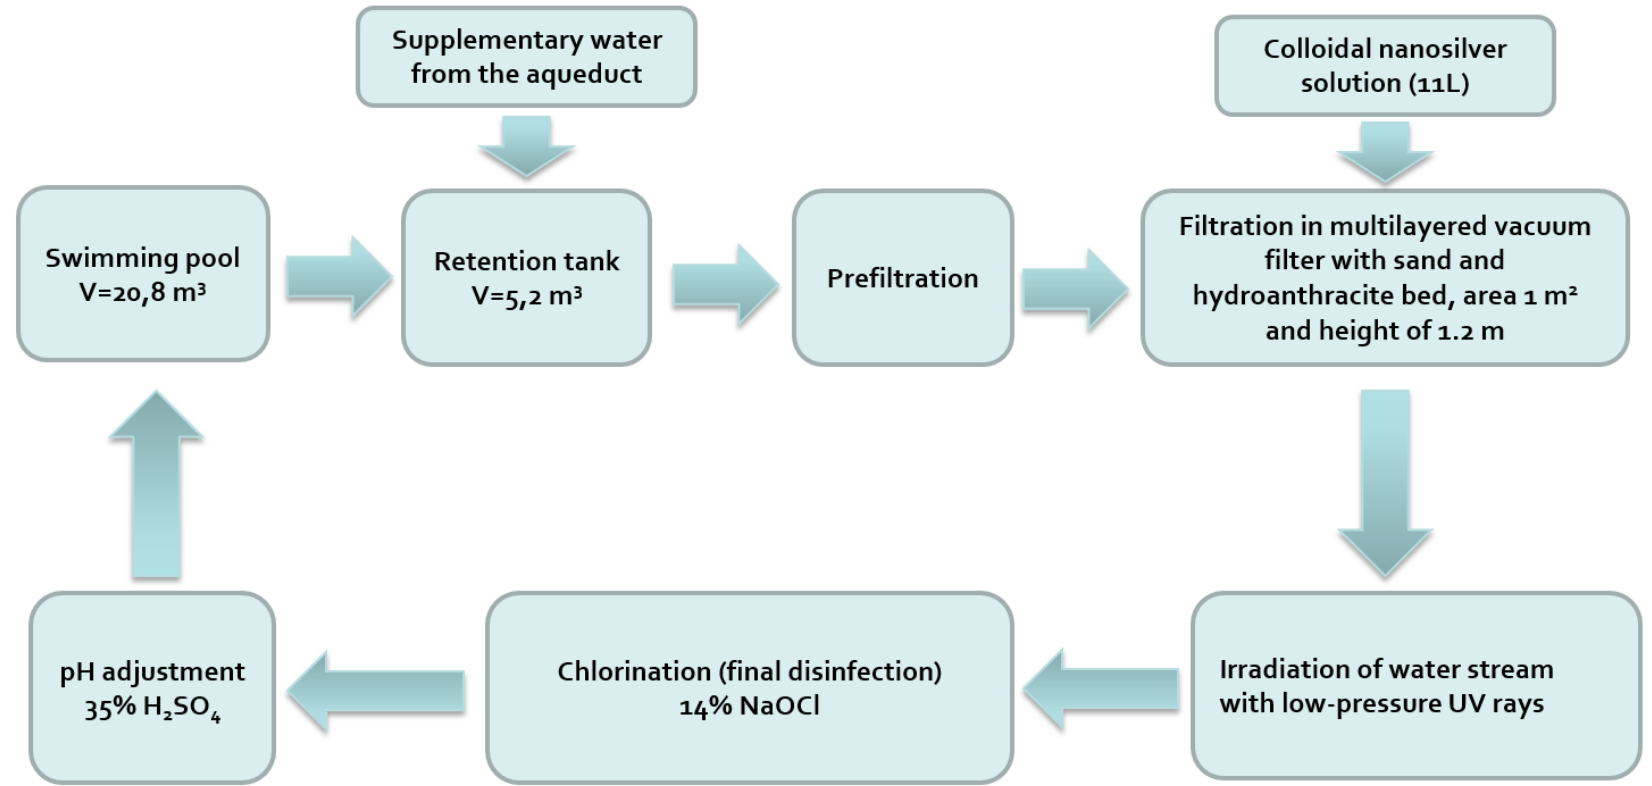 Supplementary water
from the aqueduct
Colloidal nanosilver
solution (11L)
Swimming pool
V=20,8 m³
Retention tank
V=5,2 m³
Prefiltration
Filtration in multilayered vacuum
filter with sand and
hydroanthracite bed, area 1 m²
and height of 1.2 m
pH adjustment
35% H₂SO₄
Chlorination (final disinfection)
14% NaOCl
Irradiation of water stream
with low-pressure UV rays